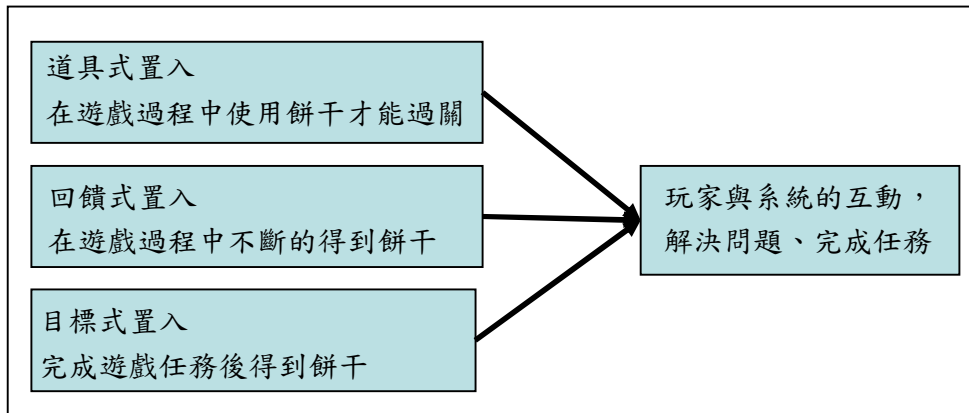 道具式置入
在遊戲過程中使用餅干才能過關
回饋式置入
在遊戲過程中不斷的得到餅干
目標式置入
完成遊戲任務後得到餅干
玩家與系統的互動，
解決問題、完成任務